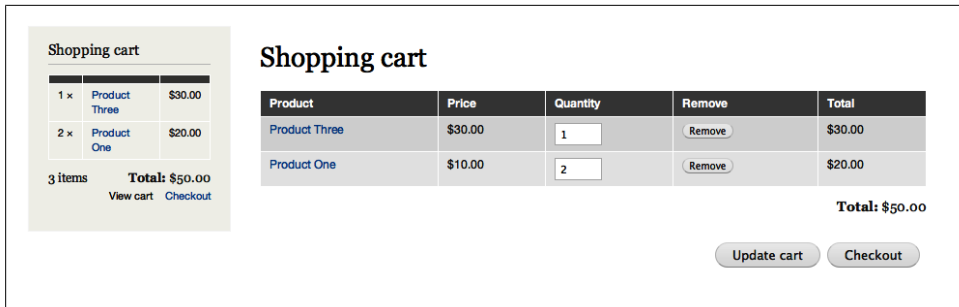 Shopping cart
1 × Product $30.00
Three
2 × Product $20.00
One
3 items Total: $50.00
View cart Checkout
Shopping cart
Product Price Quantity Remove Total
Product Three $30.00 1 Remove $30.00
Product One $10.00 2 Remove $20.00
Total: $50.00
Update cart Checkout